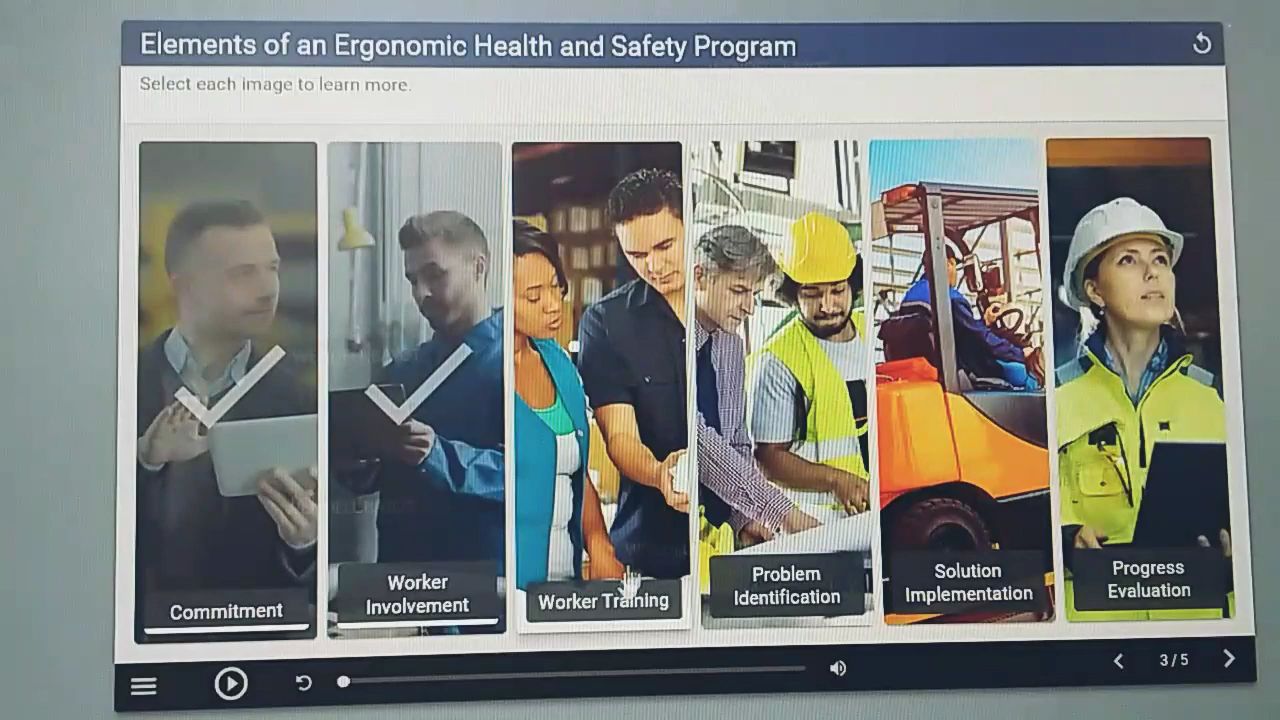 Elements of an Ergonomic Health and Safety Program
Select each image to learn more.
Commitment
Worker
Involvement
Worker Training
Problem
Identification
Solution
Implementation
Progress
Evaluation
3 / 5